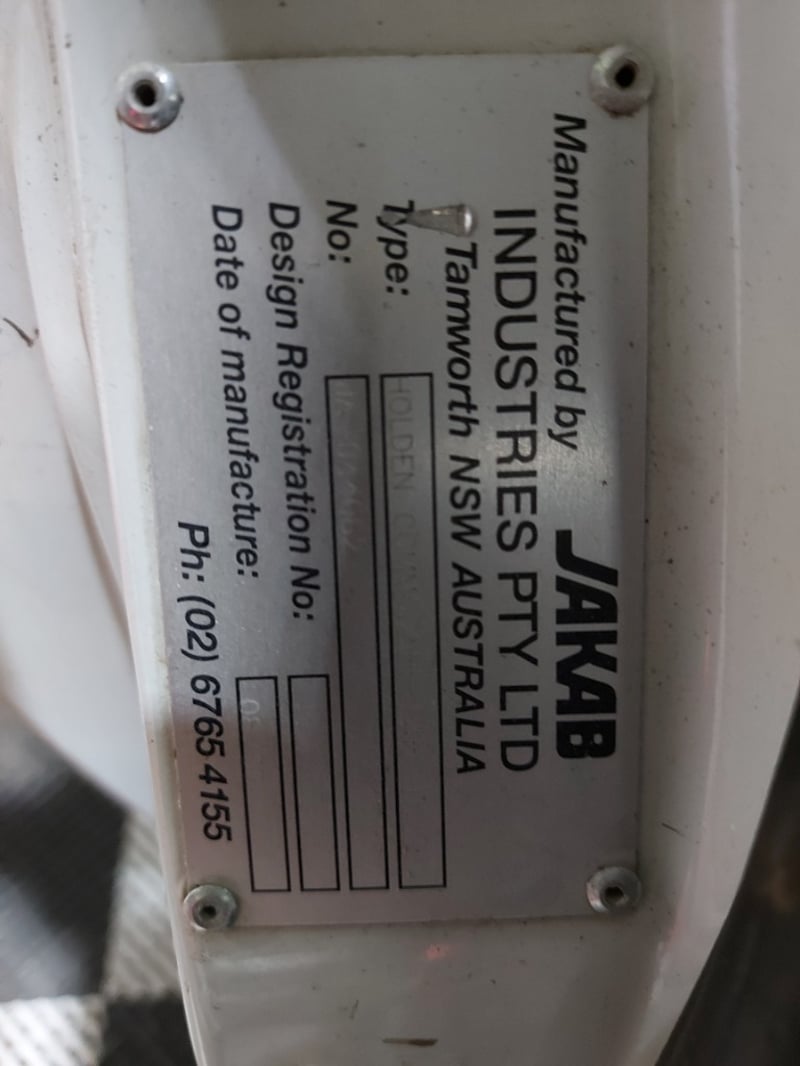 Manufactured by JAKAB
INDUSTRIES PTY LTD
Tamworth NSW AUSTRALIA
Type: HOLDEN
No:
Design Registration No:
Date of manufacture:
Ph: (02) 6765 4155